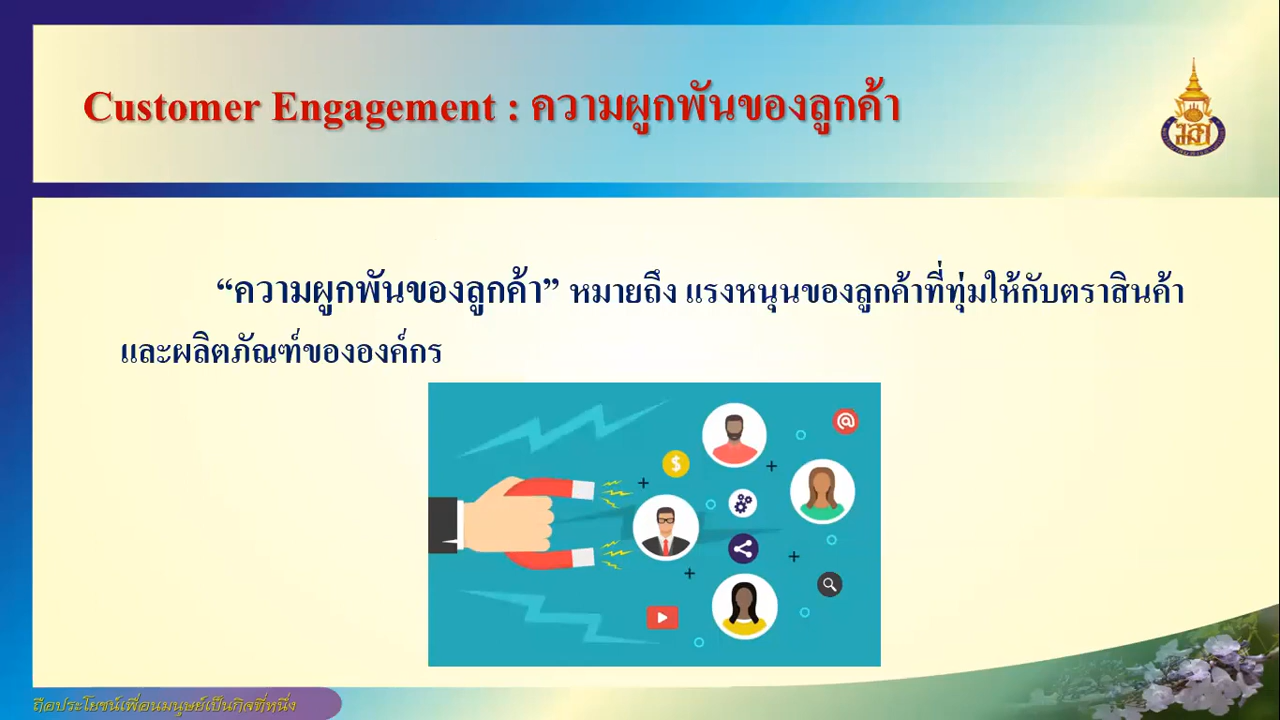 Customer Engagement : ความผูกพันของลูกค้า
“ความผูกพันของลูกค้า” หมายถึง แรงหนุนของลูกค้าที่ทุ่มให้กับตราสินค้า
และผลิตภัณฑ์ขององค์กร
ถือประโยชน์เพื่อนมนุษย์เป็นกิจที่หนึ่ง